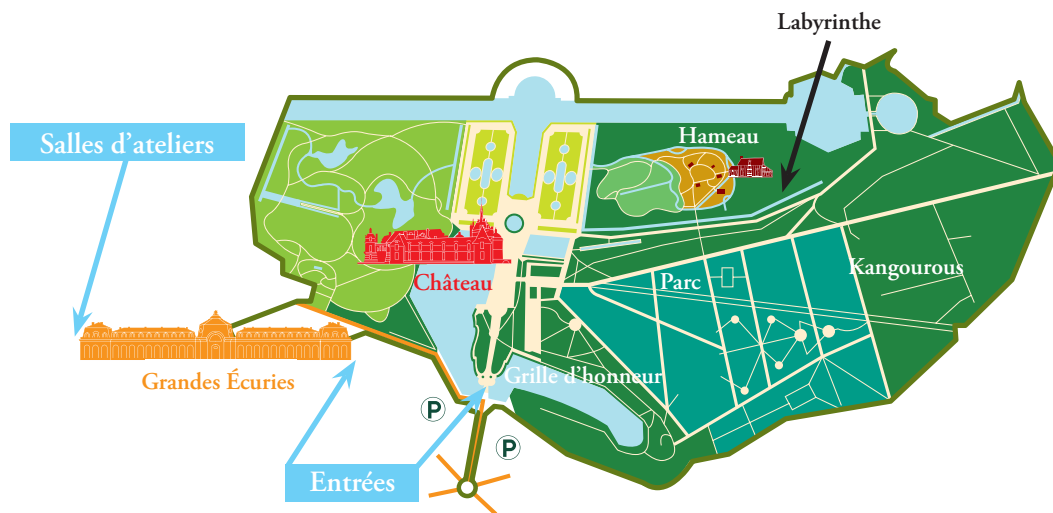 Labyrinthe
Salles d'ateliers
Hameau
Kangourous
Château
Parc
Grandes Écuries
Grille d'honneur
P
P
Entrées